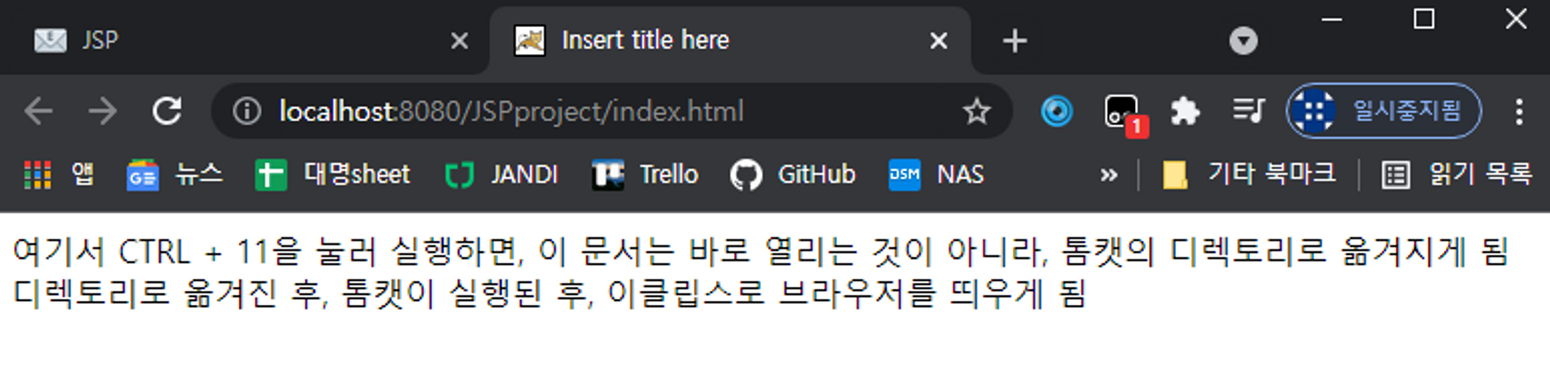 JSP
Insert title here
localhost:8080/JSPproject/index.html
1
일시중지됨
앱
GE
뉴스
대명sheet
JANDI
Trello
GitHub
DSM
NAS
»
기타 북마크
읽기 목록
여기서 CTRL + 11을 눌러 실행하면, 이 문서는 바로 열리는 것이 아니라, 톰캣의 디렉토리로 옮겨지게 됨
디렉토리로 옮겨진 후, 톰캣이 실행된 후, 이클립스로 브라우저를 띄우게 됨